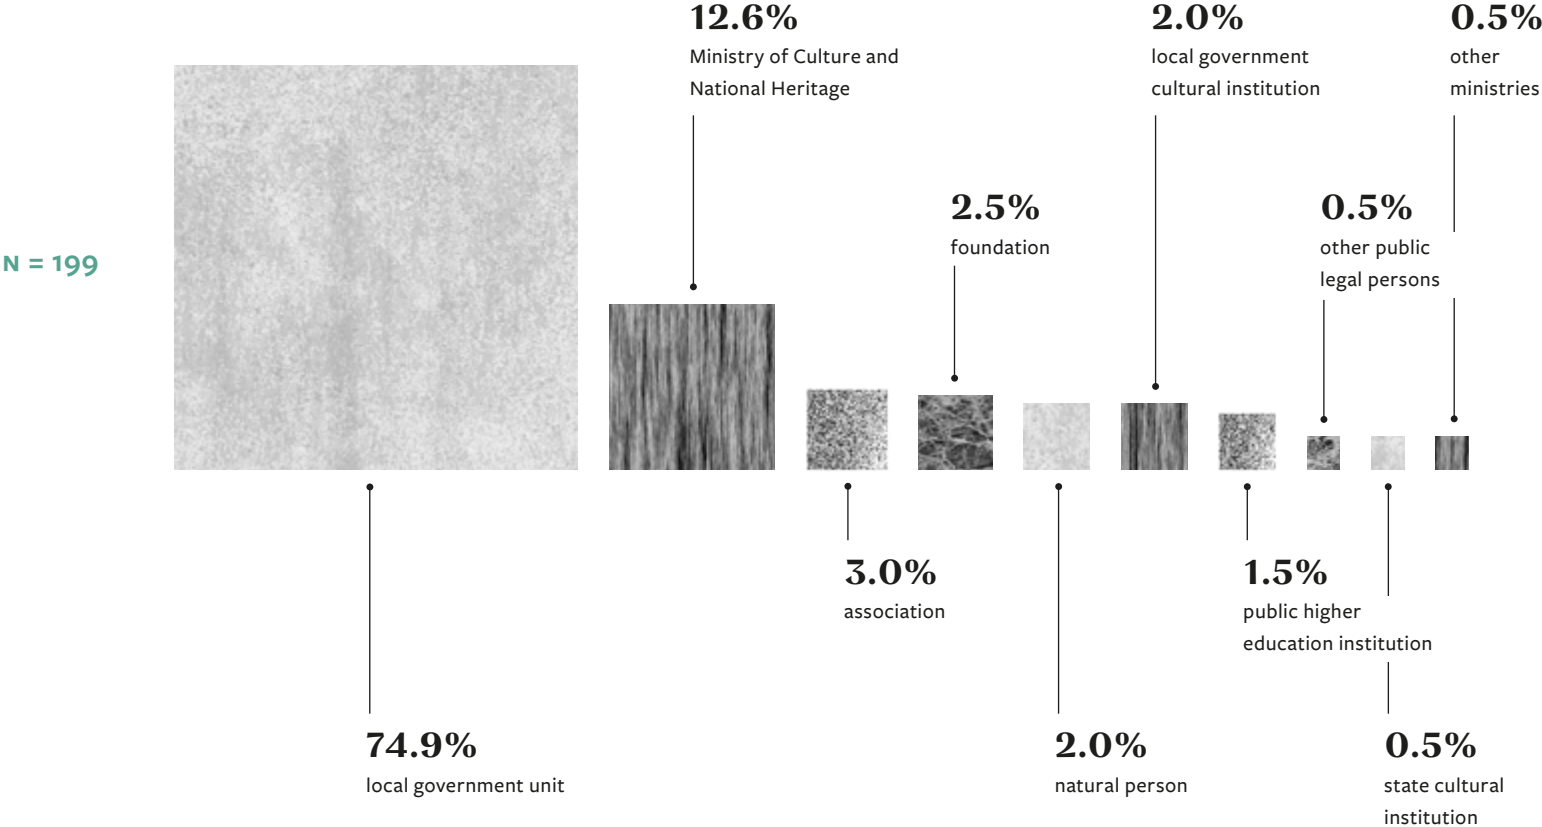 12.6%
Ministry of Culture and
National Heritage
2.0%
local government
cultural institution
0.5%
other
ministries
2.5%
foundation
0.5%
other public
legal persons
N = 199
3.0%
association
1.5%
public higher
education institution
74.9%
local government unit
2.0%
natural person
0.5%
state cultural
institution